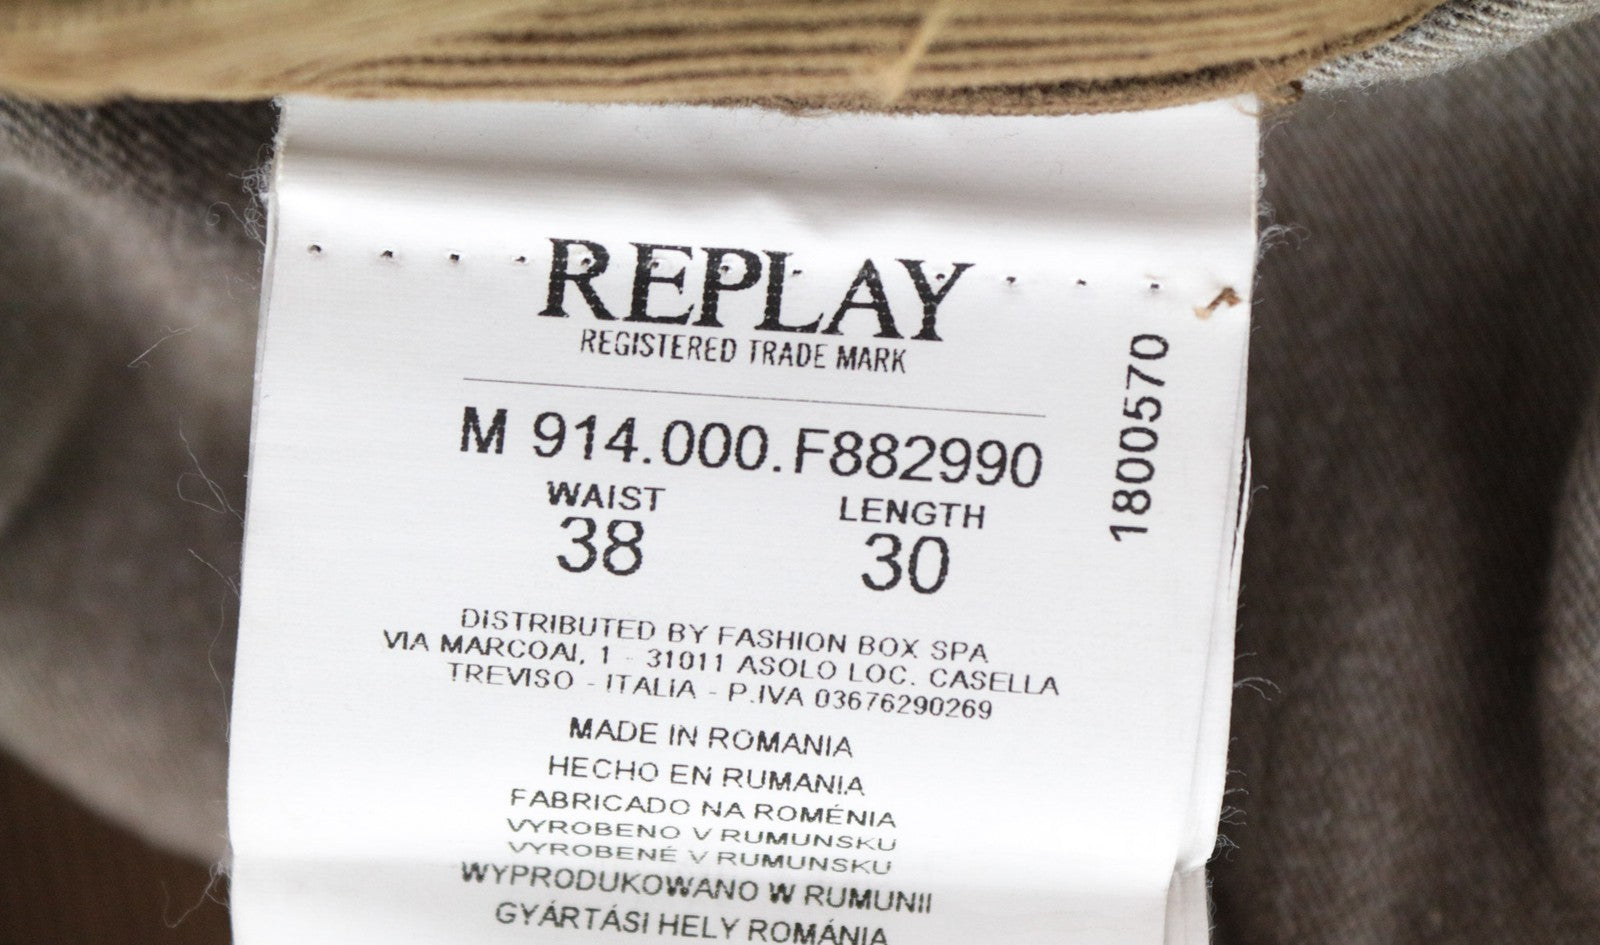 REPLAY
REGISTERED TRADE MARK
M 914.000.F882990
WAIST LENGTH
38 30
1800570
DISTRIBUTED BY FASHION BOX SPA
VIA MARCOAI, 1 - 31011 ASOLO LOC. CASELLA
TREVISO - ITALIA - P.IVA 03676290269
MADE IN ROMANIA
HECHO EN RUMANIA
FABRICADO NA ROMÉNIA
VYROBENO V RUMUNSKU
VYROBENÉ V RUMUNSKU
WYPRODUKOWANO W RUMUNII
GYÁRTÁSI HELY ROMÁNIA